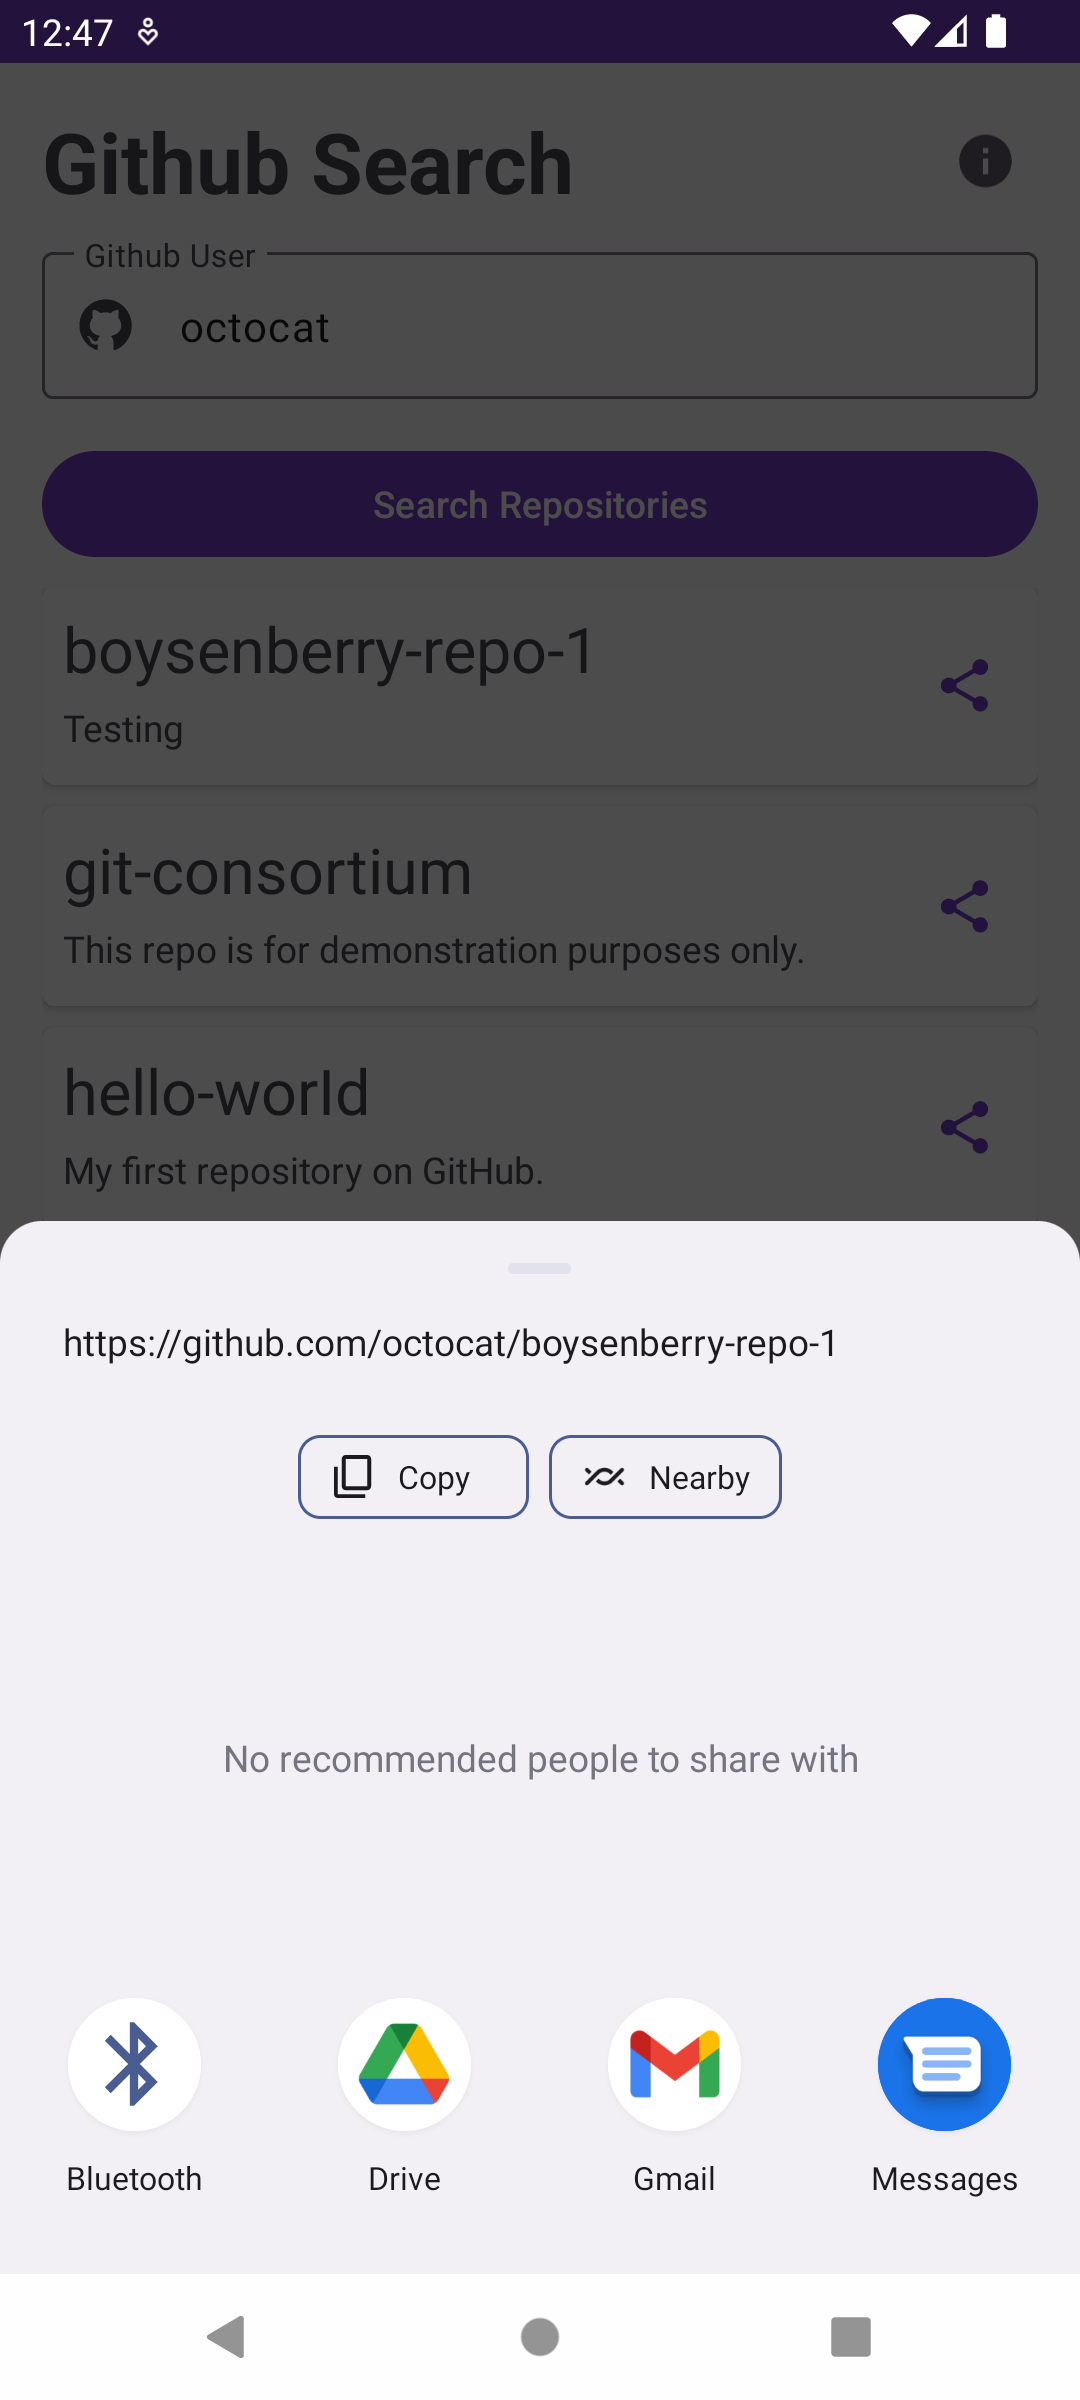 12:47
Github Search
Github User
octocat
Search Repositories
boysenberry-repo-1
Testing
git-consortium
This repo is for demonstration purposes only.
hello-world
My first repository on GitHub.
https://github.com/octocat/boysenberry-repo-1
Copy Nearby
No recommended people to share with
Bluetooth Drive Gmail Messages